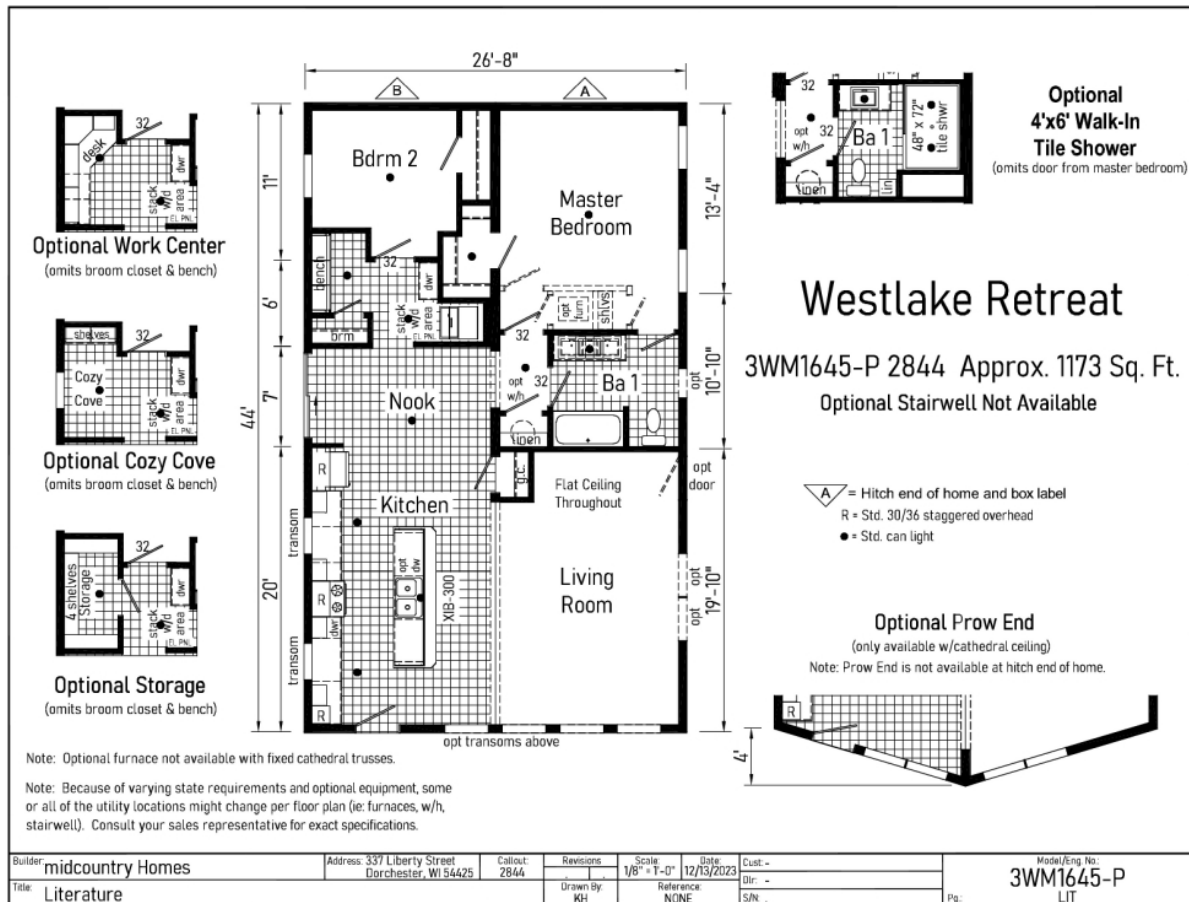 26'-8"
B
A
32
desk
dwr
stack
w/d
area
EL PNL
Optional Work Center
(omits broom closet & bench)
shelves
32
Cozy
Cove
dwr
stack
w/d
area
EL PNL
Optional Cozy Cove
(omits broom closet & bench)
32
4 shelves
Storage
dwr
stack
w/d
area
EL PNL
Optional Storage
(omits broom closet & bench)
44'
11'
6'
7'
20'
Bdrm 2
Master
Bedroom
bench
32
dwr
brm
stack
w/d
area
EL PNL
opt
furn
shlvs
32
opt
w/h
32
Ba 1
linen
Nook
R
g.c.
Kitchen
Flat Ceiling
Throughout
transom
opt
dw
XIB-300
R
dwr
Living
Room
transom
R
opt transoms above
13'-4"
10'-10"
opt
opt
door
19'-10"
opt
opt
32
opt
w/h
32
Ba 1
48" x 72"
tile shwr
linen
lin
Optional
4'x6' Walk-In
Tile Shower
(omits door from master bedroom)
Westlake Retreat
3WM1645-P 2844 Approx. 1173 Sq. Ft.
Optional Stairwell Not Available
A = Hitch end of home and box label
R = Std. 30/36 staggered overhead
● = Std. can light
Optional Prow End
(only available w/cathedral ceiling)
Note: Prow End is not available at hitch end of home.
R
4'
Note: Optional furnace not available with fixed cathedral trusses.
Note: Because of varying state requirements and optional equipment, some
or all of the utility locations might change per floor plan (ie: furnaces, w/h,
stairwell). Consult your sales representative for exact specifications.
Builder: midcountry Homes
Address: 337 Liberty Street
Dorchester, WI 54425
Callout:
2844
Revisions
Scale:
1/8" = 1'-0"
Date:
12/13/2023
Cust: -
Dlr: -
S/N: .
Model/Eng. No.:
3WM1645-P
Title: Literature
Drawn By:
KH
Reference:
NONE
Pg.: LIT